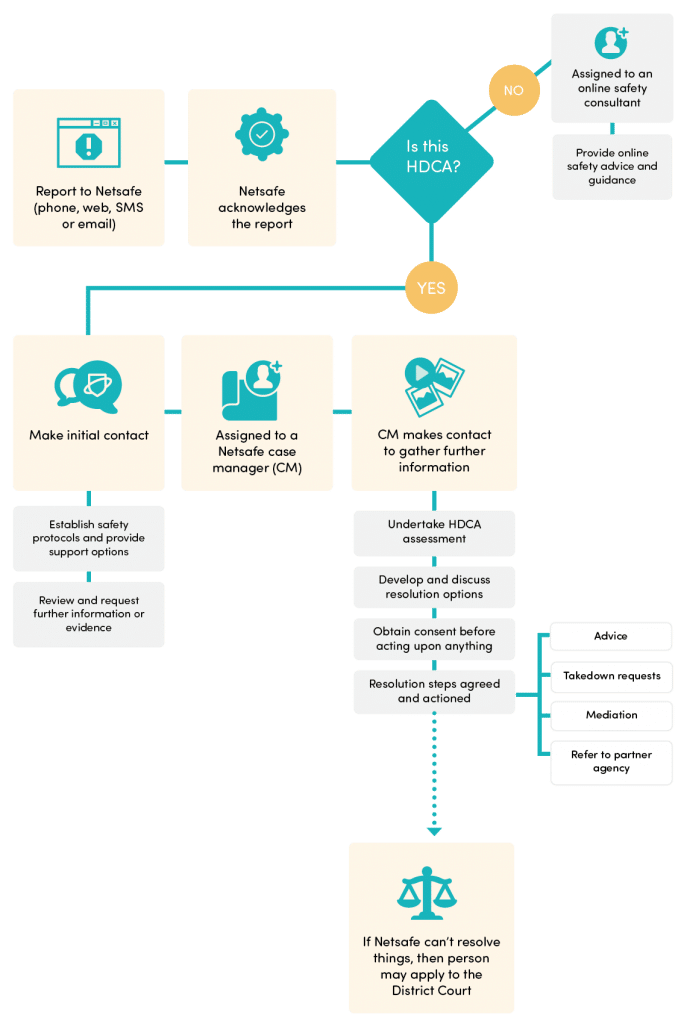 Report to Netsafe
(phone, web, SMS
or email)
Netsafe
acknowledges
the report
Is this
HDCA?
NO
Assigned to an
online safety
consultant
Provide online
safety advice and
guidance
YES
Make initial contact
Establish safety
protocols and provide
support options
Review and request
further information or
evidence
Assigned to a
Netsafe case
manager (CM)
CM makes contact
to gather further
information
Undertake HDCA
assessment
Develop and discuss
resolution options
Obtain consent before
acting upon anything
Resolution steps agreed
and actioned
Advice
Takedown requests
Mediation
Refer to partner
agency
If Netsafe can’t resolve
things, then person
may apply to the
District Court